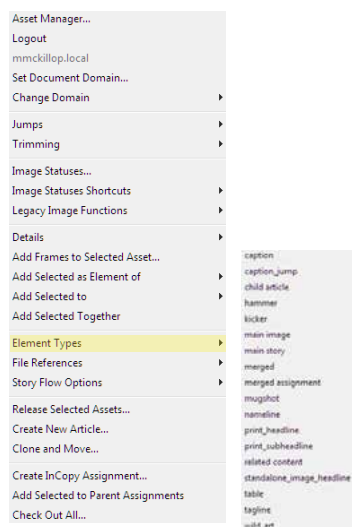 Asset Manager...
Logout
mmckillop.local
Set Document Domain...
Change Domain
Jumps
Trimming
Image Statuses...
Image Statuses Shortcuts
Legacy Image Functions
Details
Add Frames to Selected Asset...
Add Selected as Element of
Add Selected to
Add Selected Together
Element Types
File References
Story Flow Options
Release Selected Assets...
Create New Article...
Clone and Move...
Create InCopy Assignment...
Add Selected to Parent Assignments
Check Out All...
caption
caption_jump
child article
hammer
kicker
main image
main story
merged
merged assignment
mugshot
nameline
print_headline
print_subheadline
related content
standalone_image_headline
table
tagline
wild art